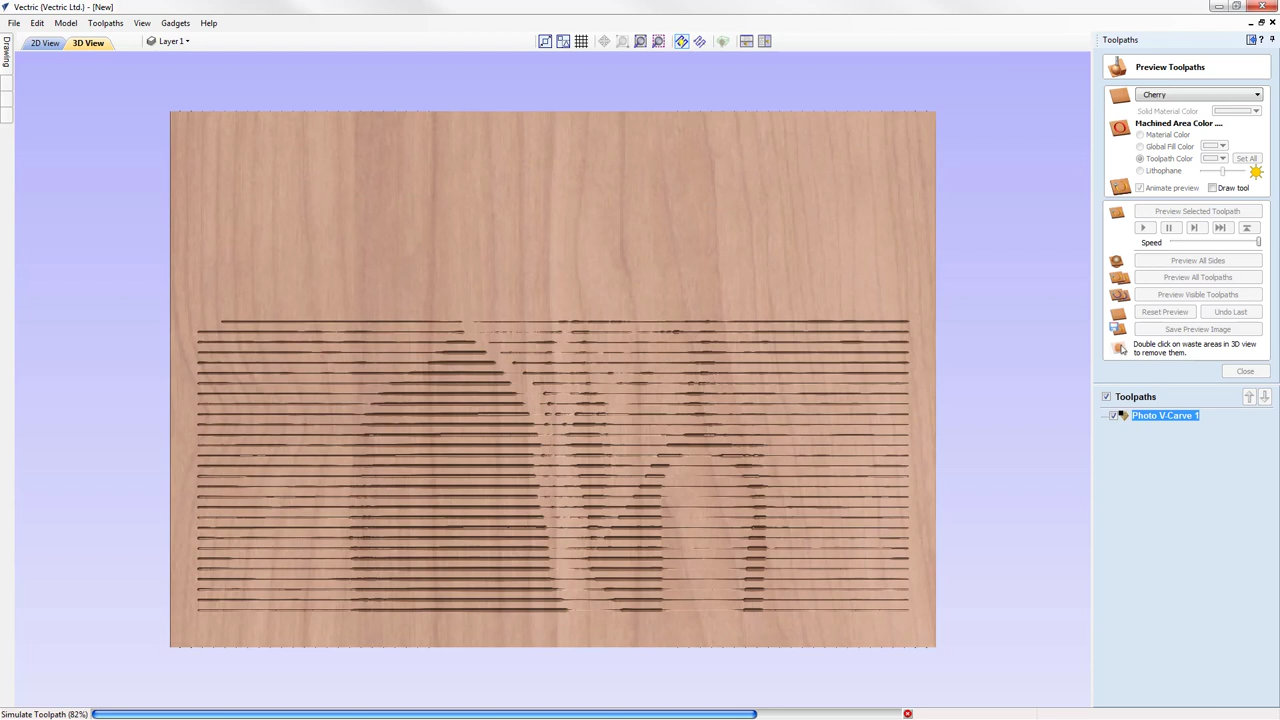 Vectric (Vectric Ltd.) - [New]
File Edit Model Toolpaths View Gadgets Help
2D View 3D View Layer 1
Drawing
Toolpaths
Preview Toolpaths
Cherry
Solid Material Color
Machined Area Color ....
Material Color
Global Fill Color
Toolpath Color Set All
Lithophane
Animate preview Draw tool
Preview Selected Toolpath
Speed
Preview All Sides
Preview All Toolpaths
Preview Visible Toolpaths
Reset Preview Undo Last
Save Preview Image
Double click on waste areas in 3D view
to remove them.
Close
Toolpaths
Photo V-Carve 1
Simulate Toolpath (82%)